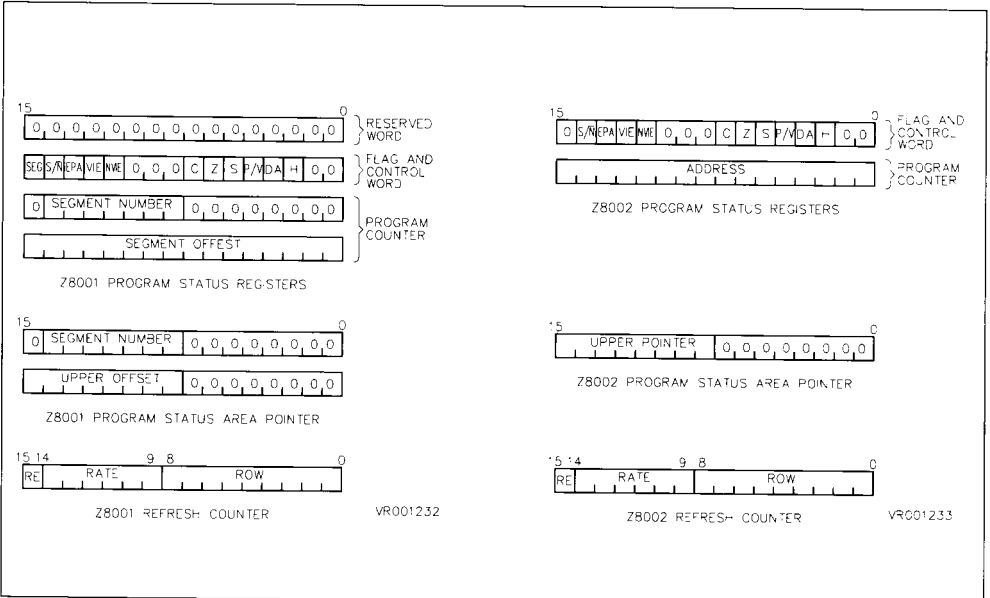 15 0
0 0 0 0 0 0 0 0 0 0 0 0 0 0 0 0
RESERVED
WORD
SEG S/N̄ EPA VIE NVIE 0 0 0 C Z S P/V DA H 0 0
FLAG AND
CONTROL
WORD
0 SEGMENT NUMBER 0 0 0 0 0 0 0 0
SEGMENT OFFEST
PROGRAM
COUNTER
Z8001 PROGRAM STATUS REGISTERS
15 0
0 S/N̄ EPA VIE NVIE 0 0 0 C Z S P/V DA H 0 0
FLAG AND
CONTROL
WORD
ADDRESS
PROGRAM
COUNTER
Z8002 PROGRAM STATUS REGISTERS
15 0
0 SEGMENT NUMBER 0 0 0 0 0 0 0 0
UPPER OFFSET 0 0 0 0 0 0 0 0
Z8001 PROGRAM STATUS AREA POINTER
15 0
UPPER POINTER 0 0 0 0 0 0 0 0
Z8002 PROGRAM STATUS AREA POINTER
15 14 9 8 0
RE RATE ROW
Z8001 REFRESH COUNTER
VR001232
15 14 9 8 0
RE RATE ROW
Z8002 REFRESH COUNTER
VR001233